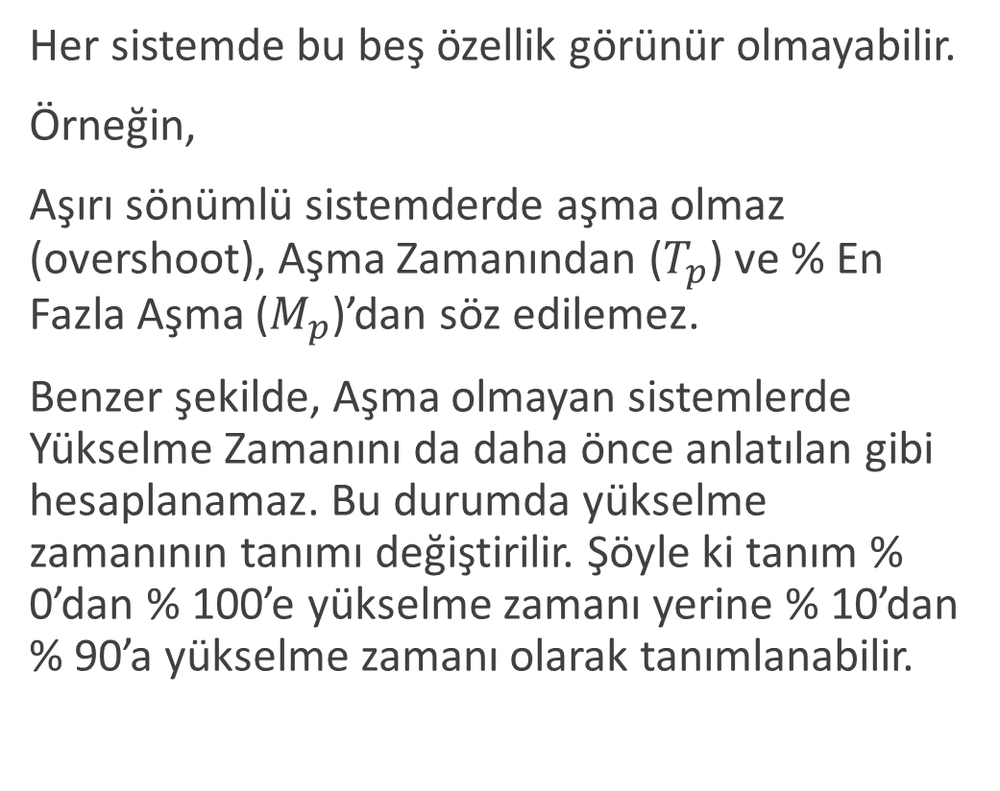 Her sistemde bu beş özellik görünür olmayabilir.
Örneğin,
Aşırı sönümlü sistemderde aşma olmaz
(overshoot), Aşma Zamanından (𝑇𝑝) ve % En
Fazla Aşma (𝑀𝑝)’dan söz edilemez.
Benzer şekilde, Aşma olmayan sistemlerde
Yükselme Zamanını da daha önce anlatılan gibi
hesaplanamaz. Bu durumda yükselme
zamanının tanımı değiştirilir. Şöyle ki tanım %
0’dan % 100’e yükselme zamanı yerine % 10’dan
% 90’a yükselme zamanı olarak tanımlanabilir.